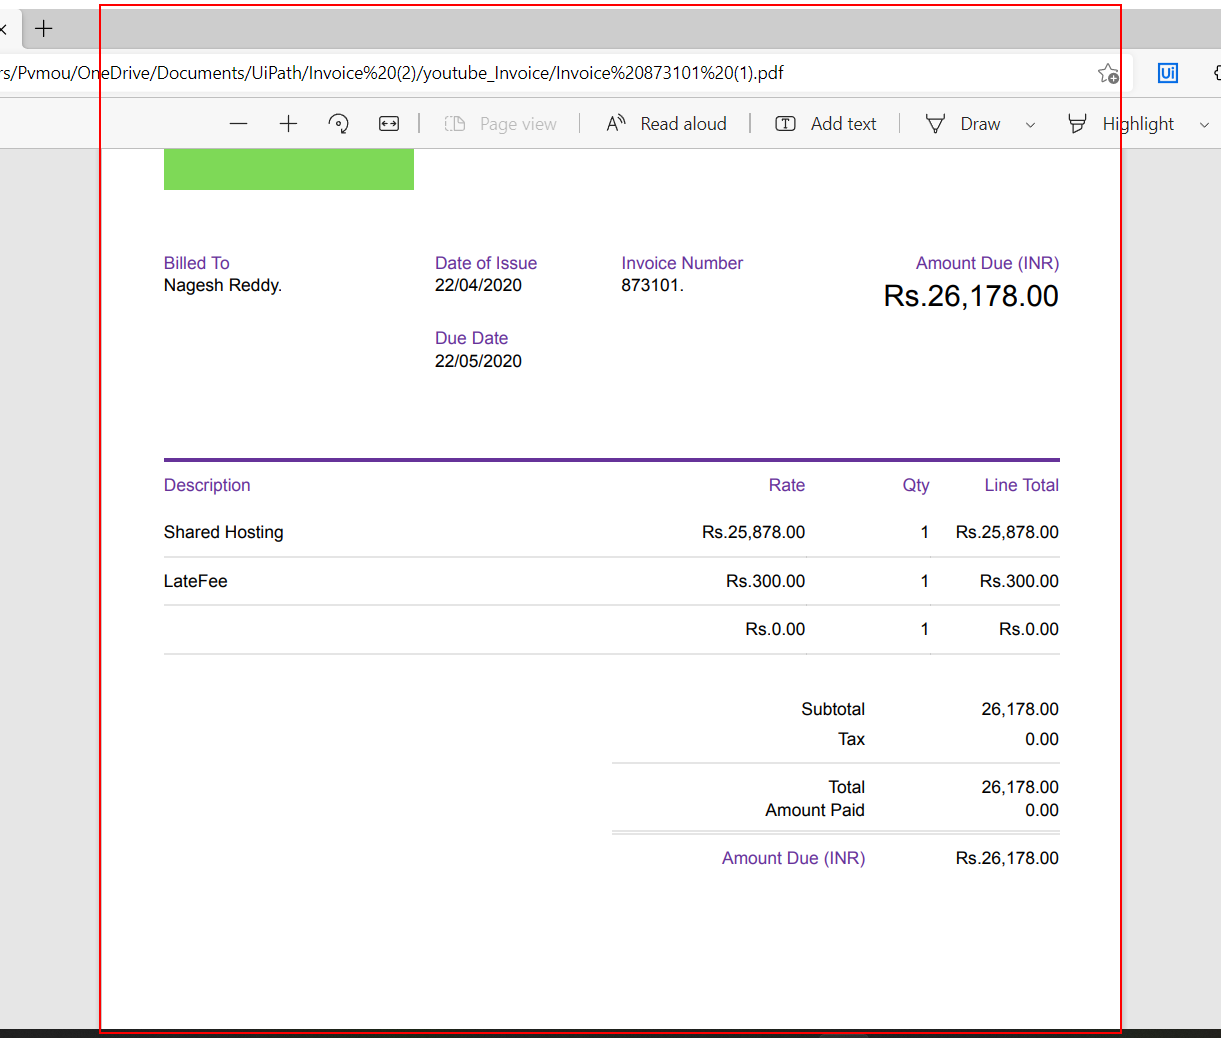 rs/Pvmou/OneDrive/Documents/UiPath/Invoice%20(2)/youtube_Invoice/Invoice%20873101%20(1).pdf Ui
Page view Read aloud Add text Draw Highlight
Billed To Date of Issue Invoice Number Amount Due (INR)
Nagesh Reddy. 22/04/2020 873101. Rs.26,178.00
Due Date
22/05/2020
Description Rate Qty Line Total
Shared Hosting Rs.25,878.00 1 Rs.25,878.00
LateFee Rs.300.00 1 Rs.300.00
Rs.0.00 1 Rs.0.00
Subtotal 26,178.00
Tax 0.00
Total 26,178.00
Amount Paid 0.00
Amount Due (INR) Rs.26,178.00